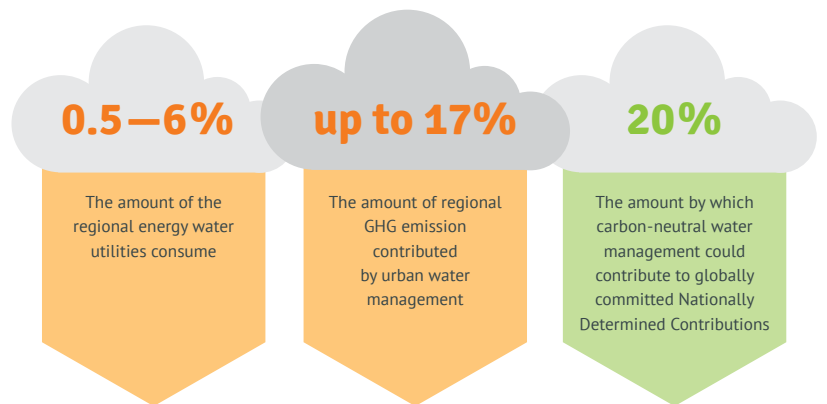 0.5—6%
The amount of the
regional energy water
utilities consume
up to 17%
The amount of regional
GHG emission
contributed
by urban water
management
20%
The amount by which
carbon-neutral water
management could
contribute to globally
committed Nationally
Determined Contributions